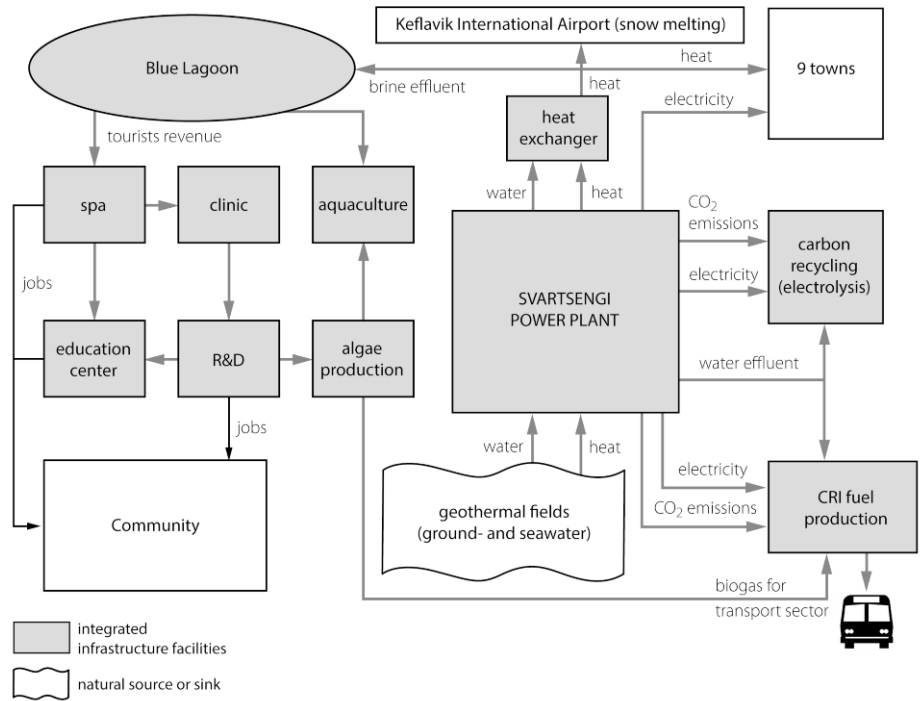 Keflavik International Airport (snow melting)
Blue Lagoon
heat
9 towns
brine effluent
heat
electricity
heat
exchanger
tourists revenue
water
heat
spa
clinic
aquaculture
CO2
emissions
carbon
recycling
(electrolysis)
electricity
jobs
SVARTSENGI
POWER PLANT
education
center
R&D
algae
production
water effluent
jobs
water
heat
electricity
CO2 emissions
CRI fuel
production
Community
geothermal fields
(ground- and seawater)
biogas for
transport sector
integrated
infrastructure facilities
natural source or sink